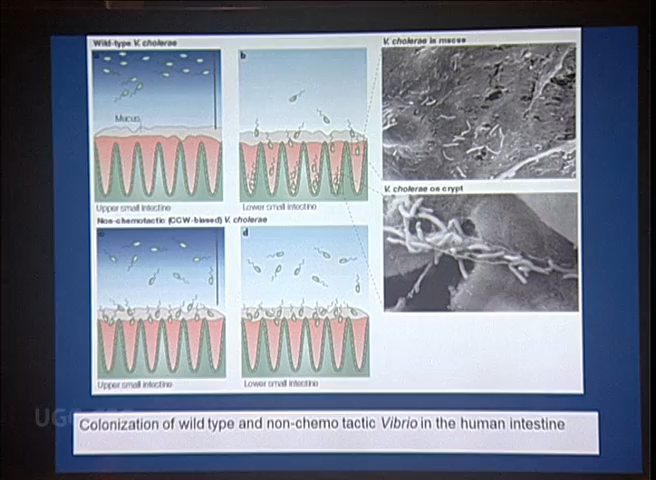 Wild-type V. cholerae
V. cholerae in mucus
a
b
Mucus
Upper small intestine
Lower small intestine
V. cholerae on crypt
Non-chemotactic (CCW-biased) V. cholerae
c
d
Upper small intestine
Lower small intestine
UGC
Colonization of wild type and non-chemo tactic Vibrio in the human intestine